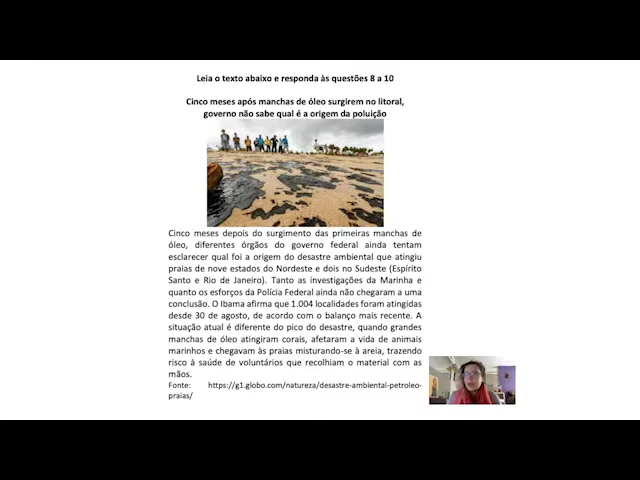 Leia o texto abaixo e responda às questões 8 a 10
Cinco meses após manchas de óleo surgirem no litoral,
governo não sabe qual é a origem da poluição
Cinco meses depois do surgimento das primeiras manchas de
óleo, diferentes órgãos do governo federal ainda tentam
esclarecer qual foi a origem do desastre ambiental que atingiu
praias de nove estados do Nordeste e dois no Sudeste (Espírito
Santo e Rio de Janeiro). Tanto as investigações da Marinha e
quanto os esforços da Polícia Federal ainda não chegaram a uma
conclusão. O Ibama afirma que 1.004 localidades foram atingidas
desde 30 de agosto, de acordo com o balanço mais recente. A
situação atual é diferente do pico do desastre, quando grandes
manchas de óleo atingiram corais, afetaram a vida de animais
marinhos e chegavam às praias misturando-se à areia, trazendo
risco à saúde de voluntários que recolhiam o material com as
mãos.
Fonte: https://g1.globo.com/natureza/desastre-ambiental-petroleo-
praias/